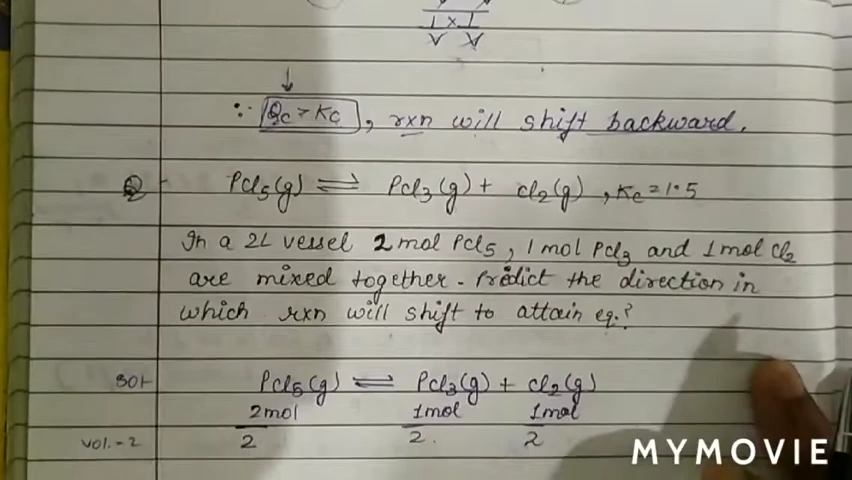 1 × 1
V V
∵ Qc > Kc, rxn will shift backward.
Q- PCl5(g) ⇌ PCl3(g) + Cl2(g), Kc = 1.5
In a 2L vessel 2 mol PCl5, 1 mol PCl3 and 1 mol Cl2
are mixed together. Predict the direction in
which rxn will shift to attain eq.?
Sol- PCl5(g) ⇌ PCl3(g) + Cl2(g)
2mol 1mol 1mol
vol.-2 2 2. 2
MYMOVIE